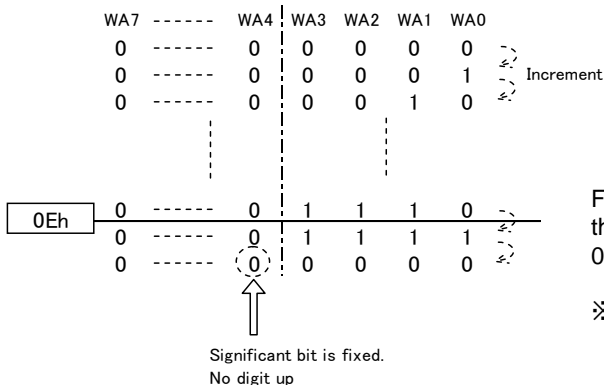 WA7 ------ WA4 WA3 WA2 WA1 WA0
0 ------ 0 0 0 0 0
0 ------ 0 0 0 0 1 Increment
0 ------ 0 0 0 1 0
0 ------ 0 1 1 1 0 F
0Eh
0 ------ 0 1 1 1 1 th
0 ------ 0 0 0 0 0 0
※
Significant bit is fixed.
No digit up